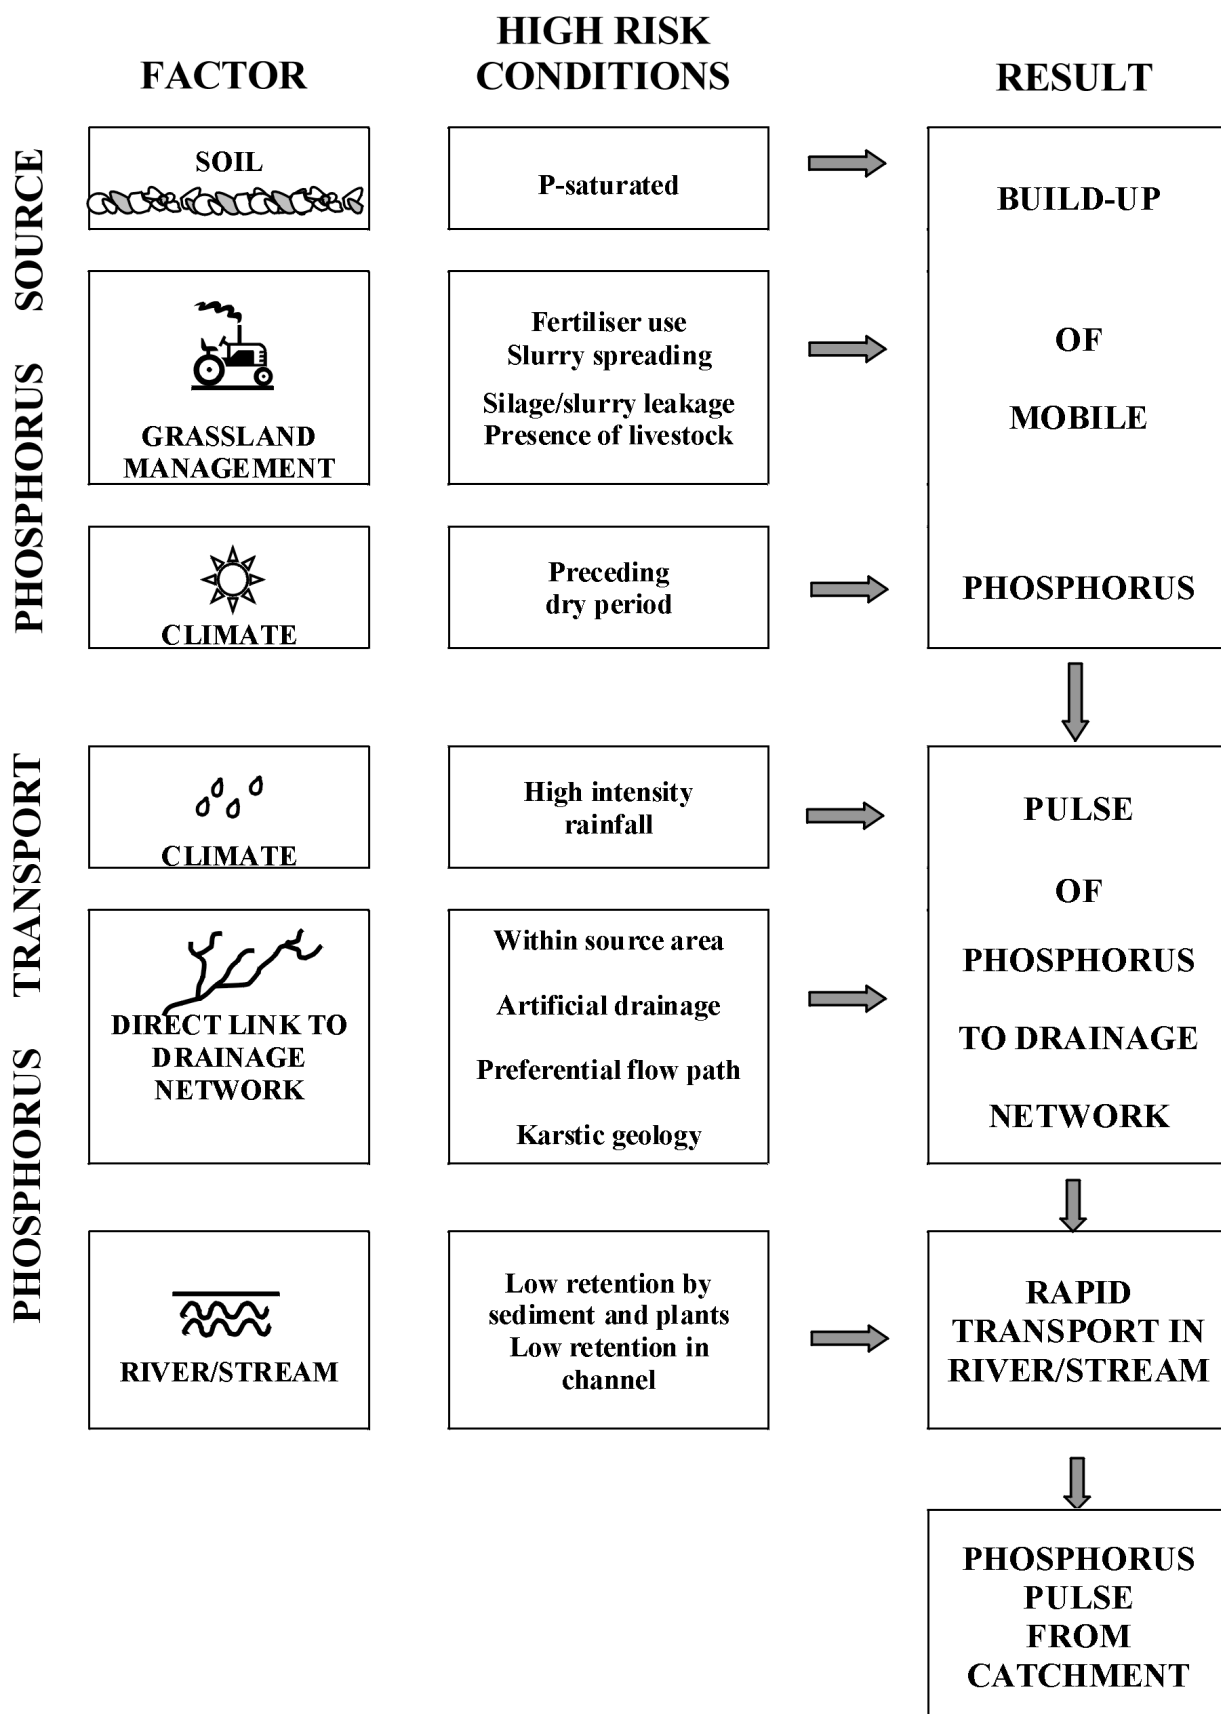 FACTOR
HIGH RISK
CONDITIONS
RESULT
PHOSPHORUS SOURCE
SOIL
P-saturated
GRASSLAND
MANAGEMENT
Fertiliser use
Slurry spreading
Silage/slurry leakage
Presence of livestock
CLIMATE
Preceding
dry period
BUILD-UP
OF
MOBILE
PHOSPHORUS
PHOSPHORUS TRANSPORT
CLIMATE
High intensity
rainfall
DIRECT LINK TO
DRAINAGE
NETWORK
Within source area
Artificial drainage
Preferential flow path
Karstic geology
PULSE
OF
PHOSPHORUS
TO DRAINAGE
NETWORK
RIVER/STREAM
Low retention by
sediment and plants
Low retention in
channel
RAPID
TRANSPORT IN
RIVER/STREAM
PHOSPHORUS
PULSE
FROM
CATCHMENT